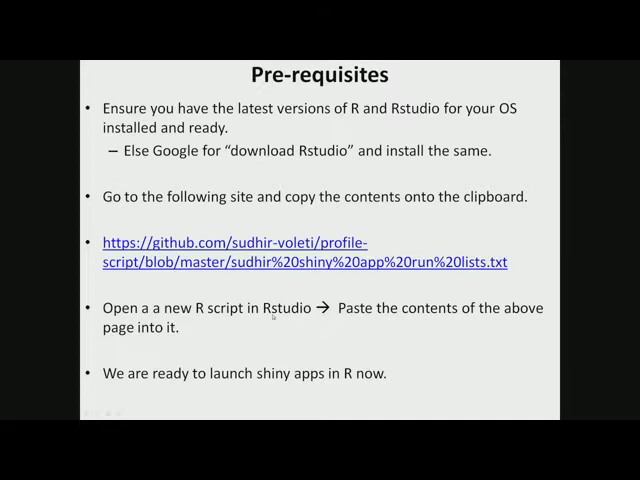 Pre-requisites
• Ensure you have the latest versions of R and Rstudio for your OS
installed and ready.
– Else Google for “download Rstudio” and install the same.
• Go to the following site and copy the contents onto the clipboard.
• https://github.com/sudhir-voleti/profile-
script/blob/master/sudhir%20shiny%20app%20run%20lists.txt
• Open a a new R script in Rstudio → Paste the contents of the above
page into it.
• We are ready to launch shiny apps in R now.